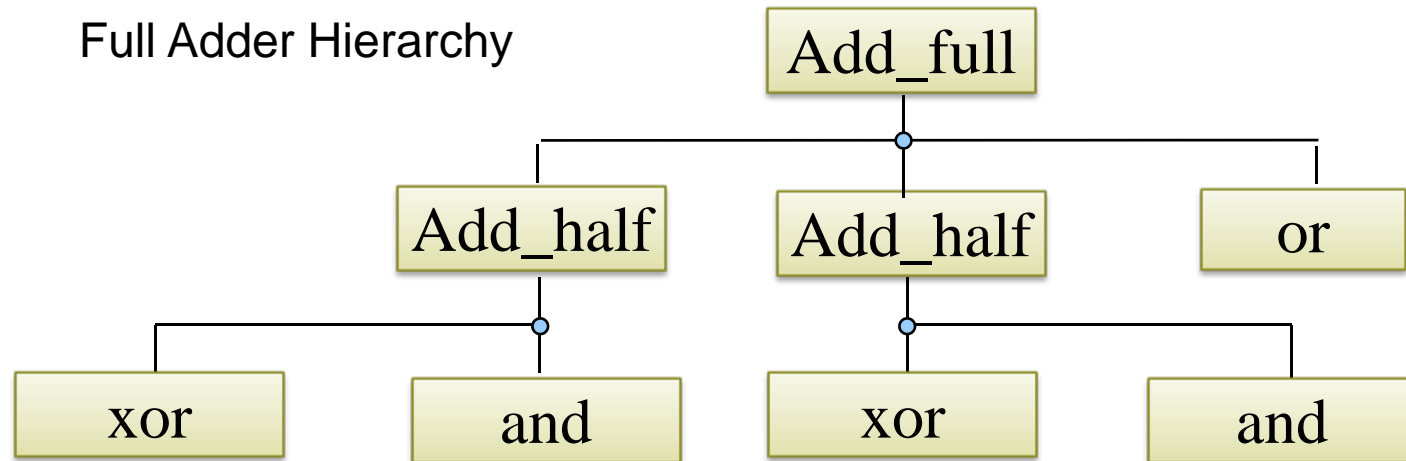 Full Adder Hierarchy
Add_full
Add_half
Add_half
or
xor
and
xor
and